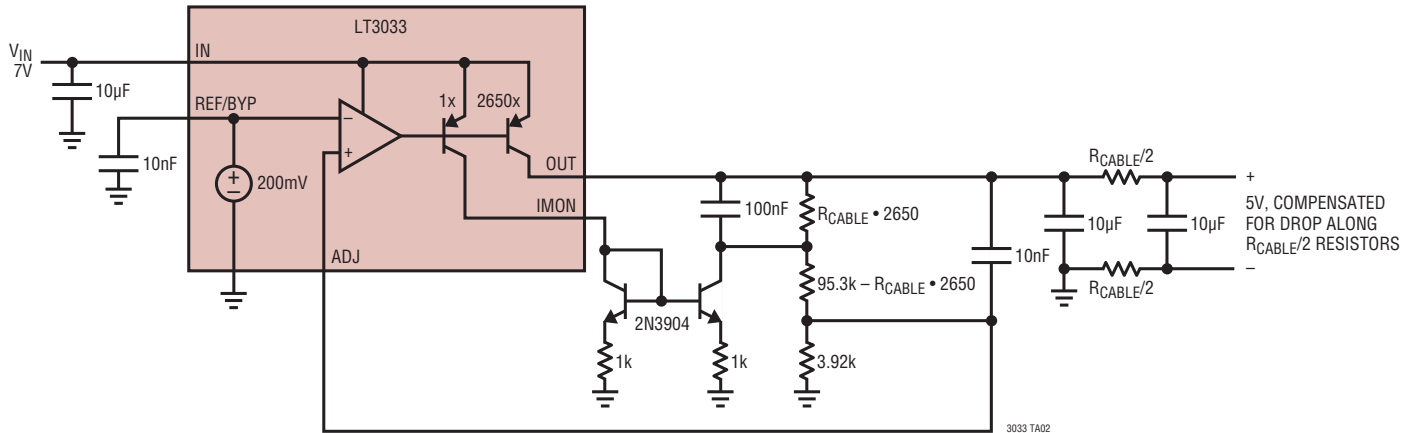 LT3033
V_IN
7V
IN
10µF
REF/BYP
1x
2650x
–
+
10nF
+
–
200mV
OUT
IMON
ADJ
100nF
R_CABLE • 2650
95.3k – R_CABLE • 2650
10nF
2N3904
1k
1k
3.92k
R_CABLE/2
10µF
10µF
R_CABLE/2
+
5V, COMPENSATED
FOR DROP ALONG
R_CABLE/2 RESISTORS
–
3033 TA02